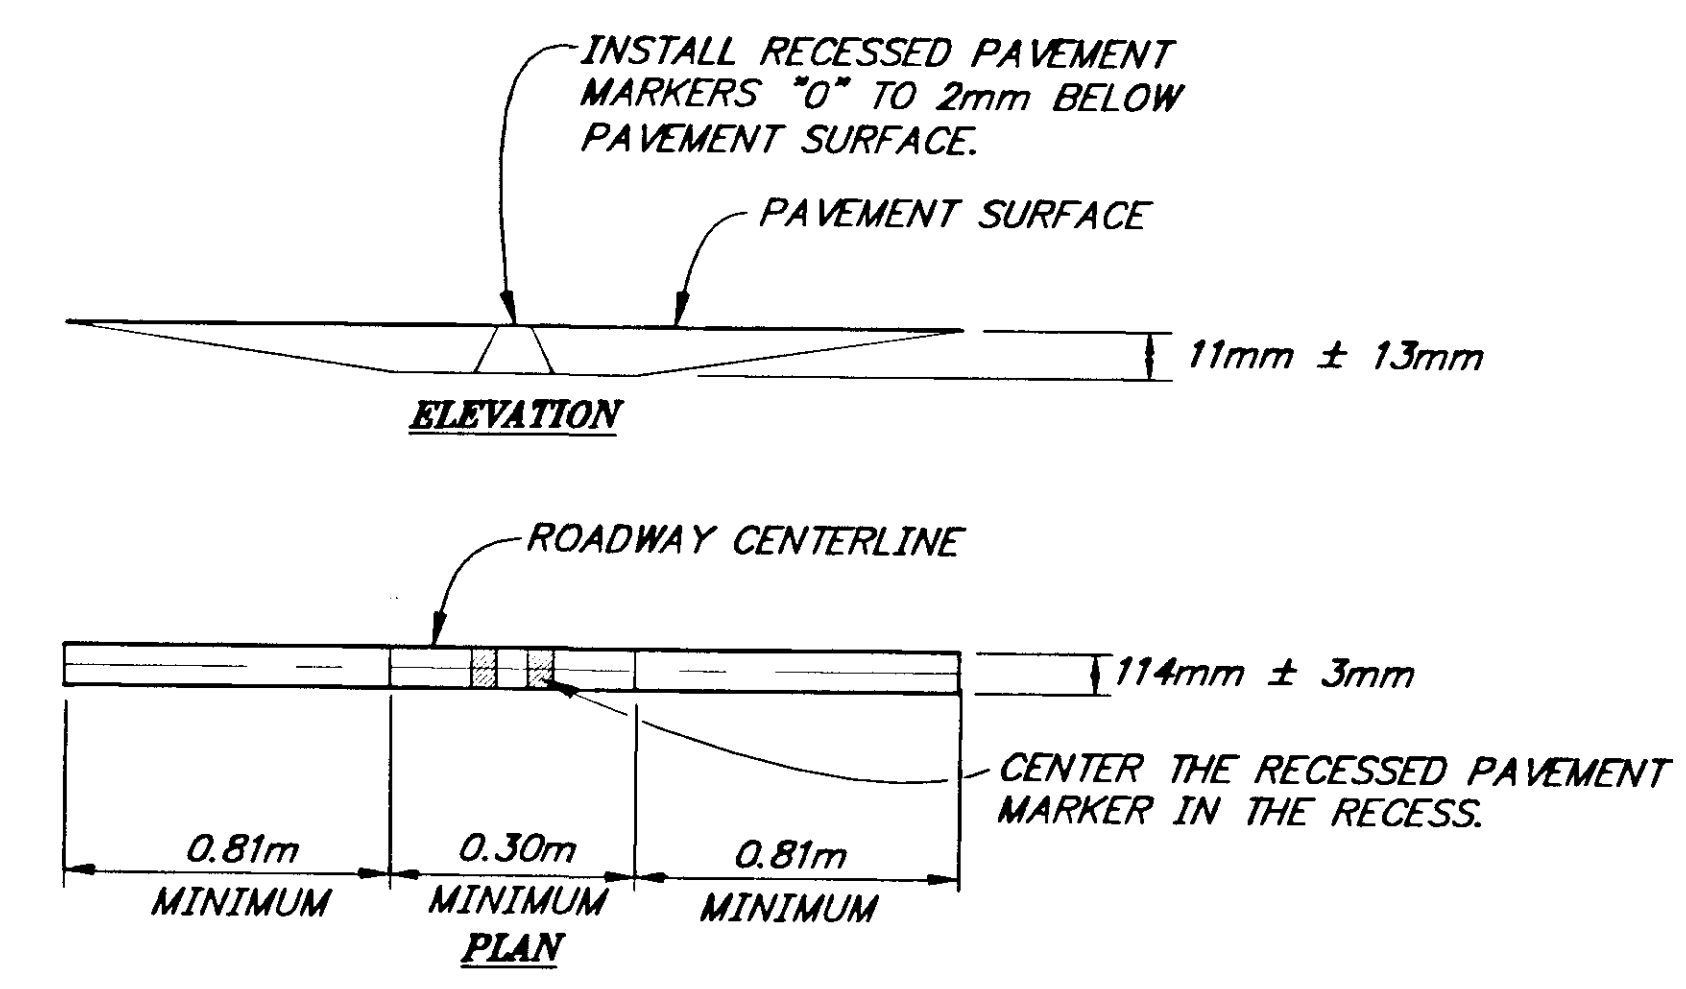 INSTALL RECESSED PAVEMENT
MARKERS "0" TO 2mm BELOW
PAVEMENT SURFACE.
PAVEMENT SURFACE
11mm ± 13mm
ELEVATION
ROADWAY CENTERLINE
114mm ± 3mm
CENTER THE RECESSED PAVEMENT
MARKER IN THE RECESS.
0.81m
MINIMUM
0.30m
MINIMUM
0.81m
MINIMUM
PLAN